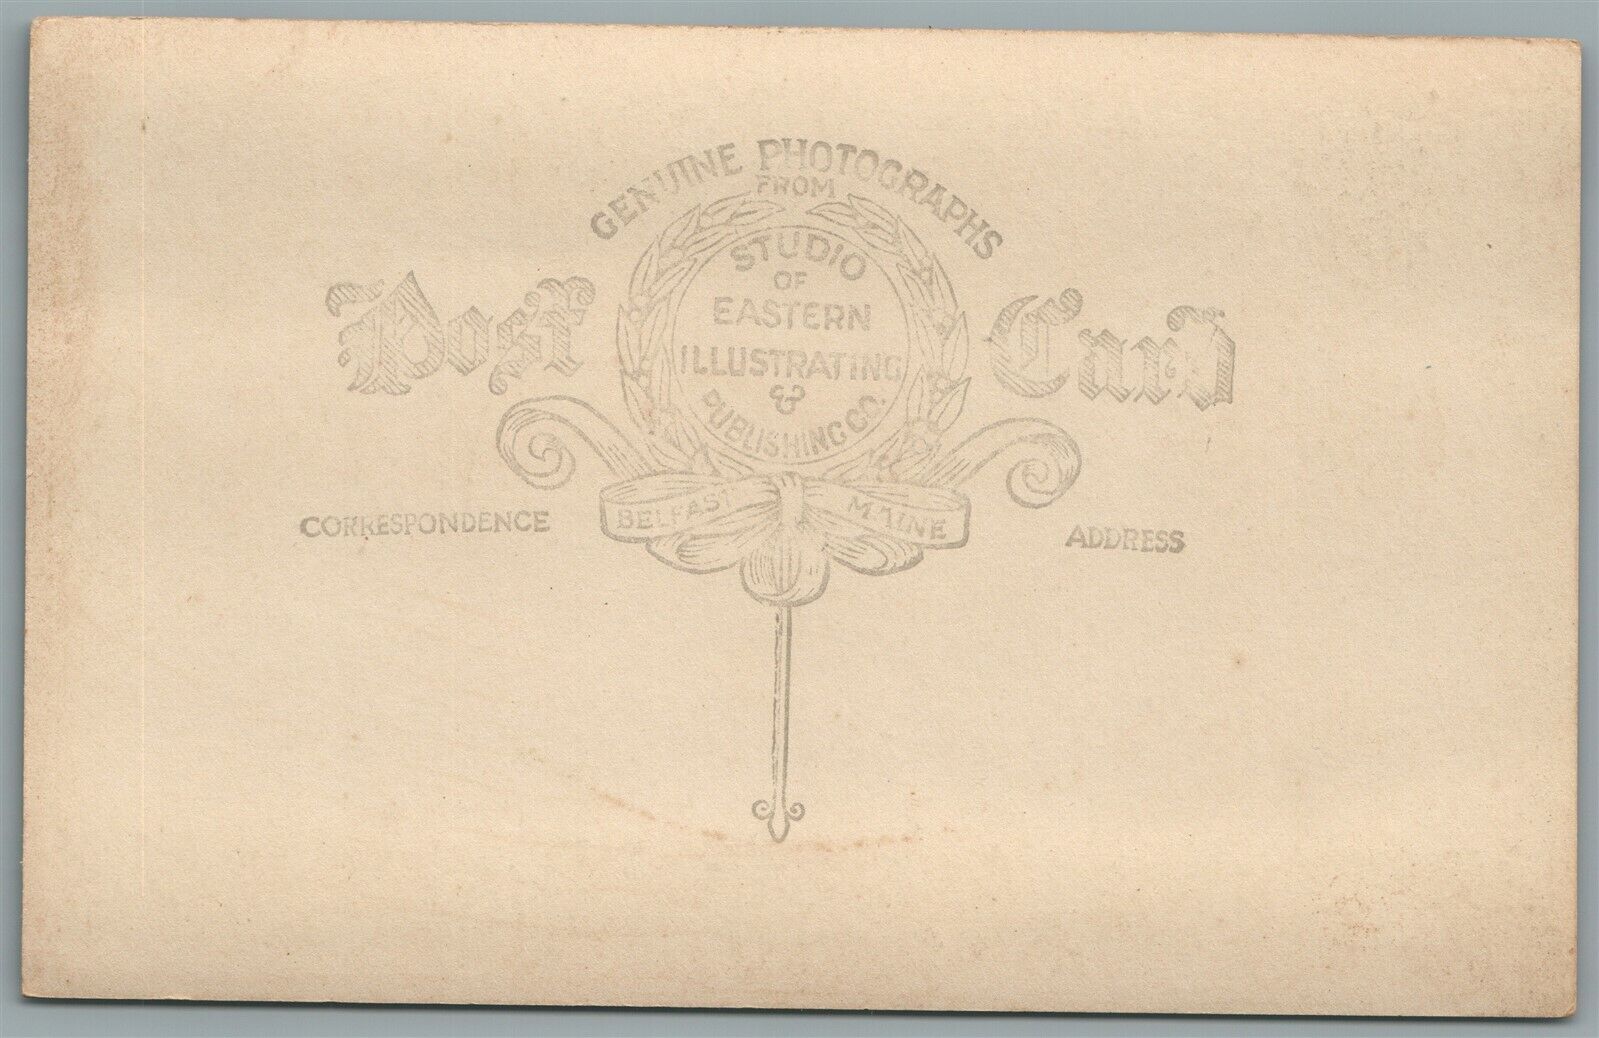 GENUINE PHOTOGRAPHS
FROM
STUDIO
OF
EASTERN
ILLUSTRATING
&
PUBLISHING CO.
Post Card
BELFAST MAINE
CORRESPONDENCE
ADDRESS